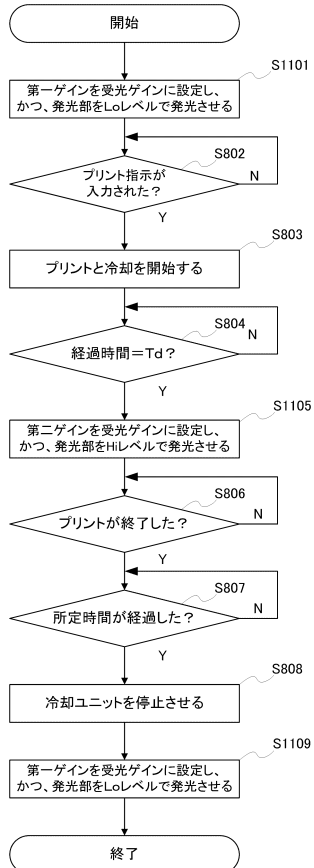 開始
S1101
第一ゲインを受光ゲインに設定し、
かつ、発光部をLoレベルで発光させる
S802
プリント指示が
入力された？
N
Y
S803
プリントと冷却を開始する
S804
経過時間＝Td？
N
Y
S1105
第二ゲインを受光ゲインに設定し、
かつ、発光部をHiレベルで発光させる
S806
プリントが終了した？
N
Y
S807
所定時間が経過した？
N
Y
S808
冷却ユニットを停止させる
S1109
第一ゲインを受光ゲインに設定し、
かつ、発光部をLoレベルで発光させる
終了